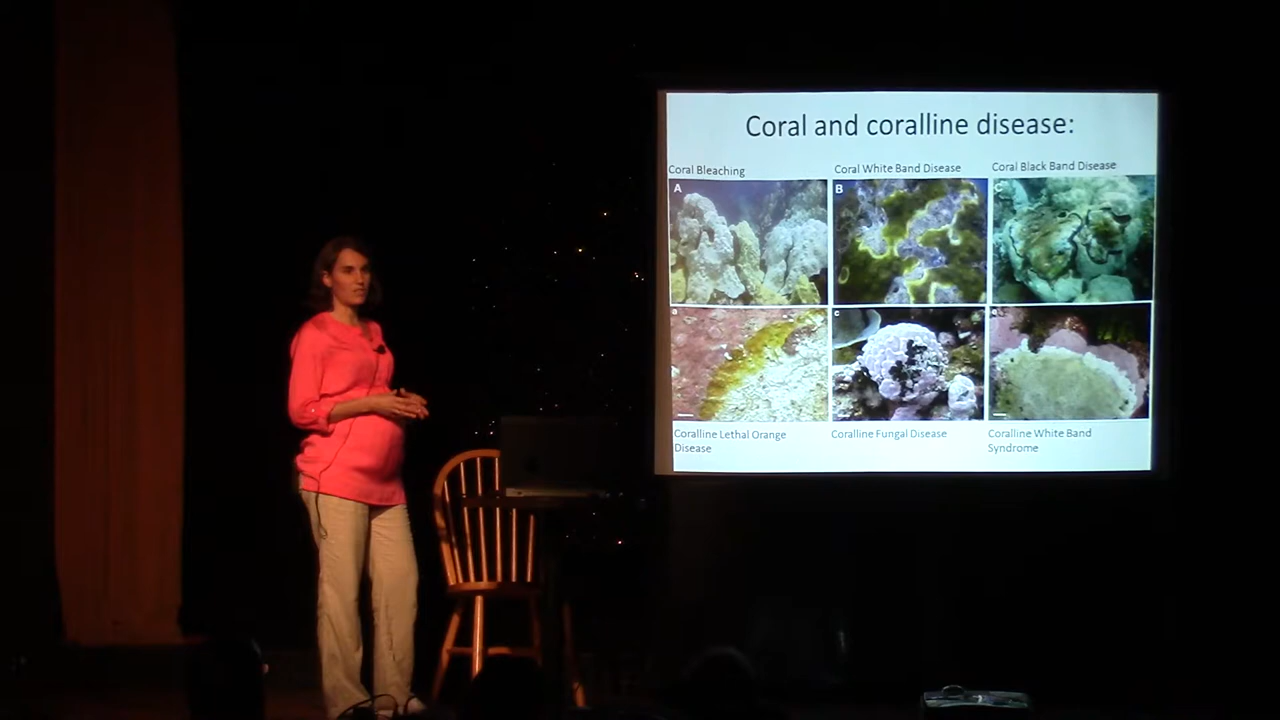 Coral and coralline disease:
Coral Bleaching
Coral White Band Disease
Coral Black Band Disease
A
B
C
a
c
e
Coralline Lethal Orange
Disease
Coralline Fungal Disease
Coralline White Band
Syndrome